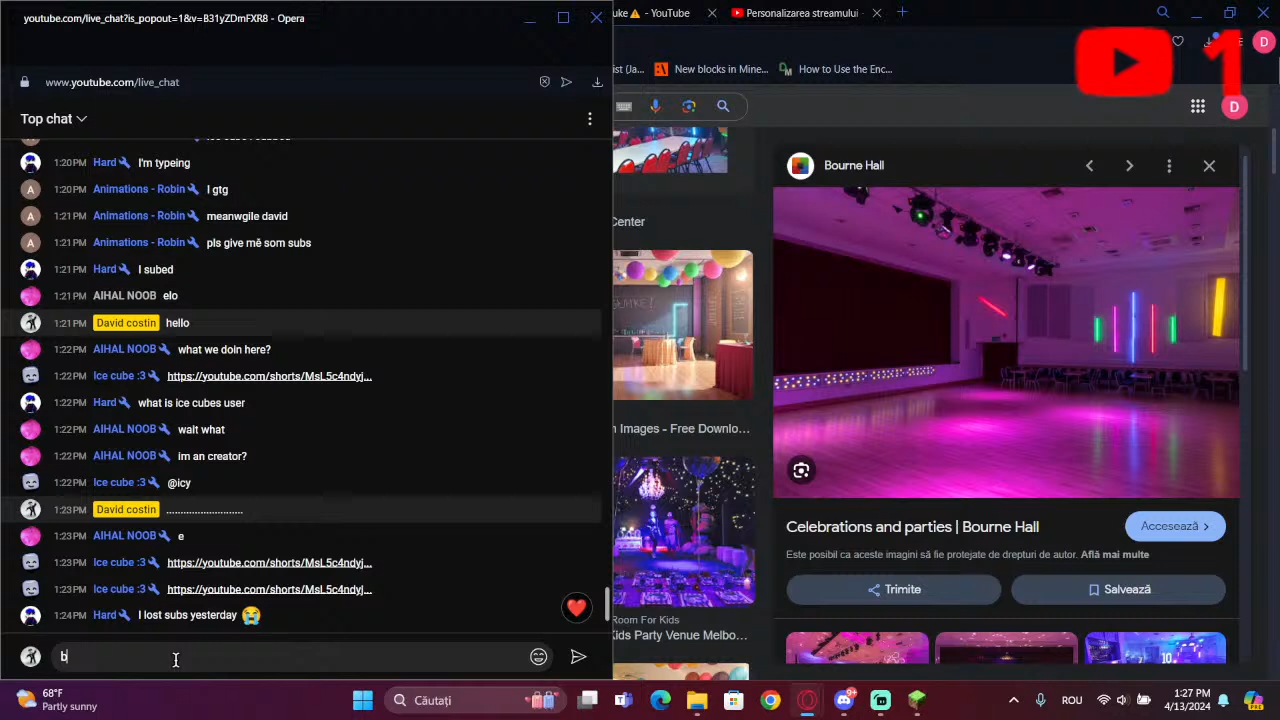 youtube.com/live_chat?is_popout=1&v=B31yZDmFXR8 - Opera
uke⚠ - YouTube
Personalizarea streamului -
www.youtube.com/live_chat
ist (Ja...
New blocks in Mine...
How to Use the Enc...
1
D
D
Top chat
1:20PM Hard I'm typeing
1:20PM Animations - Robin I gtg
1:21PM Animations - Robin meanwgile david
1:21PM Animations - Robin pls give mē som subs
1:21PM Hard I subed
1:21PM AIHAL NOOB elo
1:21PM David costin hello
1:22PM AIHAL NOOB what we doin here?
1:22PM Ice cube :3 https://youtube.com/shorts/MsL5c4ndyj...
1:22PM Hard what is ice cubes user
1:22PM AIHAL NOOB wait what
1:22PM AIHAL NOOB im an creator?
1:22PM Ice cube :3 @icy
1:23PM David costin ...........................
1:23PM AIHAL NOOB e
1:23PM Ice cube :3 https://youtube.com/shorts/MsL5c4ndyj...
1:23PM Ice cube :3 https://youtube.com/shorts/MsL5c4ndyj...
1:24PM Hard I lost subs yesterday 😭
b
Center
n Images - Free Downlo...
Room For Kids
Kids Party Venue Melbo...
Bourne Hall
Celebrations and parties | Bourne Hall
Accesează
Este posibil ca aceste imagini să fie protejate de drepturi de autor. Află mai multe
Trimite
Salvează
68°F
Partly sunny
Căutați
9+
ROU
1:27 PM
4/13/2024
PRE